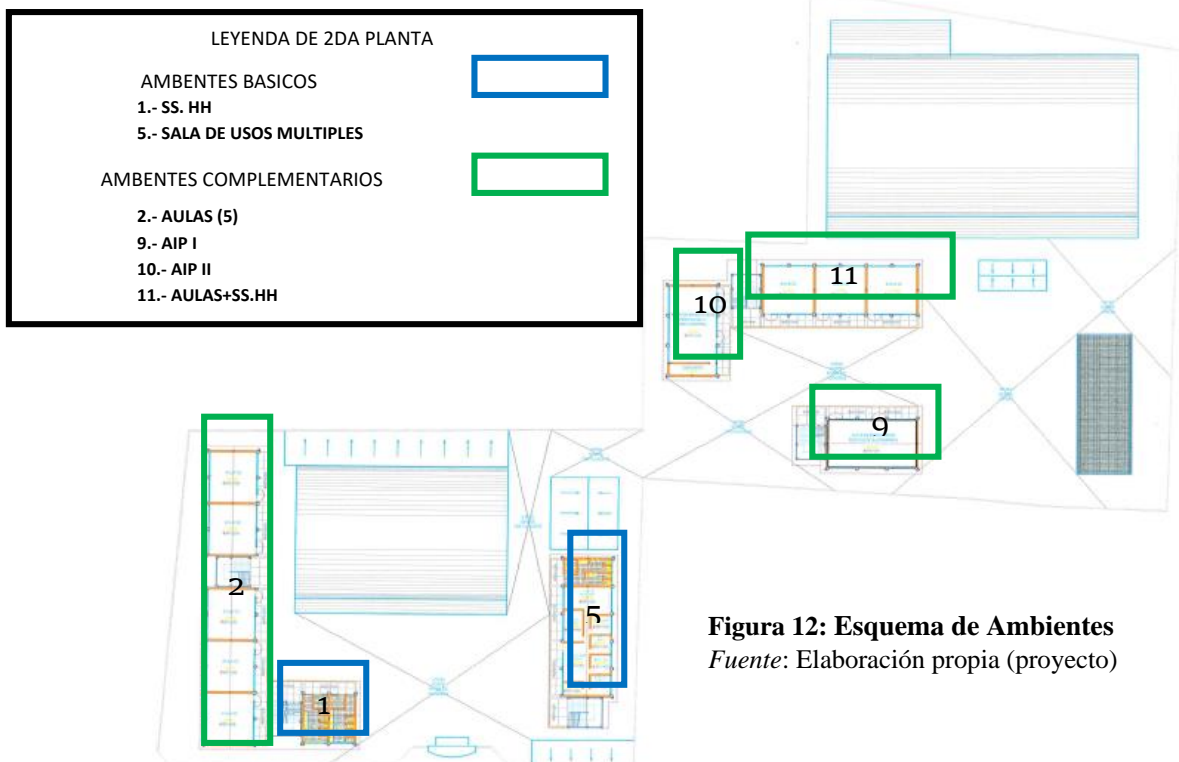 LEYENDA DE 2DA PLANTA
AMBENTES BASICOS
1.- SS. HH
5.- SALA DE USOS MULTIPLES
AMBENTES COMPLEMENTARIOS
2.- AULAS (5)
9.- AIP I
10.- AIP II
11.- AULAS+SS.HH
11
10
9
2
5
1
Figura 12: Esquema de Ambientes
Fuente: Elaboración propia (proyecto)